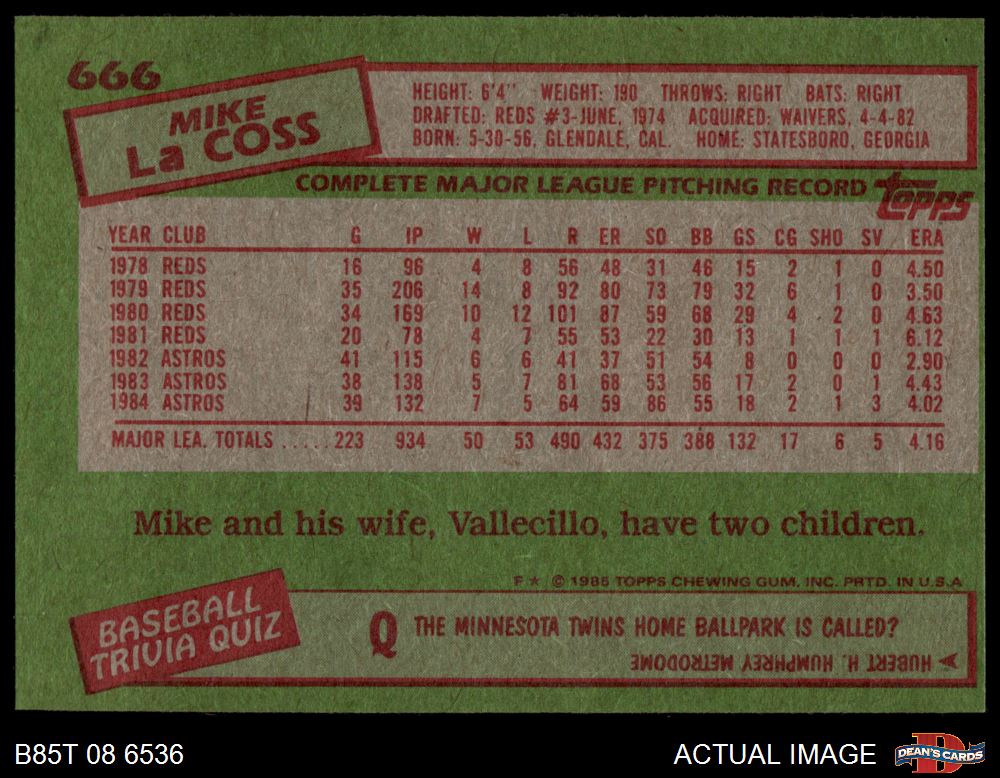 666
MIKE
La COSS
HEIGHT: 6'4" WEIGHT: 190 THROWS: RIGHT BATS: RIGHT
DRAFTED: REDS #3-JUNE, 1974 ACQUIRED: WAIVERS, 4-4-82
BORN: 5-30-56, GLENDALE, CAL. HOME: STATESBORO, GEORGIA
COMPLETE MAJOR LEAGUE PITCHING RECORD topps
YEAR CLUB G IP W L R ER SO BB GS CG SHO SV ERA
1978 REDS 16 96 4 8 56 48 31 46 15 2 1 0 4.50
1979 REDS 35 206 14 8 92 80 73 79 32 6 1 0 3.50
1980 REDS 34 169 10 12 101 87 59 68 29 4 2 0 4.63
1981 REDS 20 78 4 7 55 53 22 30 13 1 1 1 6.12
1982 ASTROS 41 115 6 6 41 37 51 54 8 0 0 0 2.90
1983 ASTROS 38 138 5 7 81 68 53 56 17 2 0 1 4.43
1984 ASTROS 39 132 7 5 64 59 86 55 18 2 1 3 4.02
MAJOR LEA. TOTALS ..... 223 934 50 53 490 432 375 388 132 17 6 5 4.16
Mike and his wife, Vallecillo, have two children.
F★ © 1985 TOPPS CHEWING GUM, INC. PRTD. IN U.S.A
BASEBALL
TRIVIA QUIZ
Q THE MINNESOTA TWINS HOME BALLPARK IS CALLED?
A HUBERT H. HUMPHREY METRODOME
B85T 08 6536
ACTUAL IMAGE
D
DEAN'S CARDS